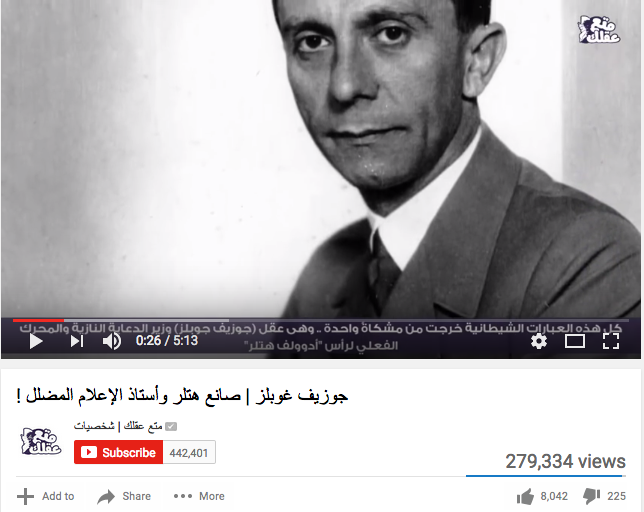 متع
عقلك
كل هذه العبارات الشيطانية خرجت من مشكاة واحدة .. وهى عقل (جوزيف جوبلز) وزير الدعاية النازية والمحرك
الفعلي لرأس "أدوولف هتلر"
0:26 / 5:13
جوزيف غوبلز | صانع هتلر وأستاذ الإعلام المضلل !
متع عقلك | شخصيات
متع
عقلك
Subscribe 442,401
279,334 views
Add to Share More 8,042 225